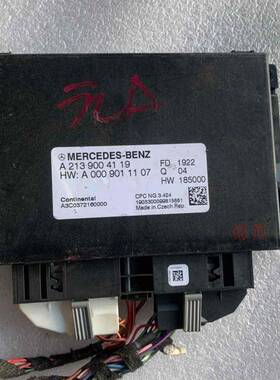 MERCEDES-BENZ
A 213 900 41 19
HW: A 000 901 11 07
FD 1922
Q 04
HW 185000
Continental
A3C0372160000
CPC NG 3.424
Made in Czech Rep.